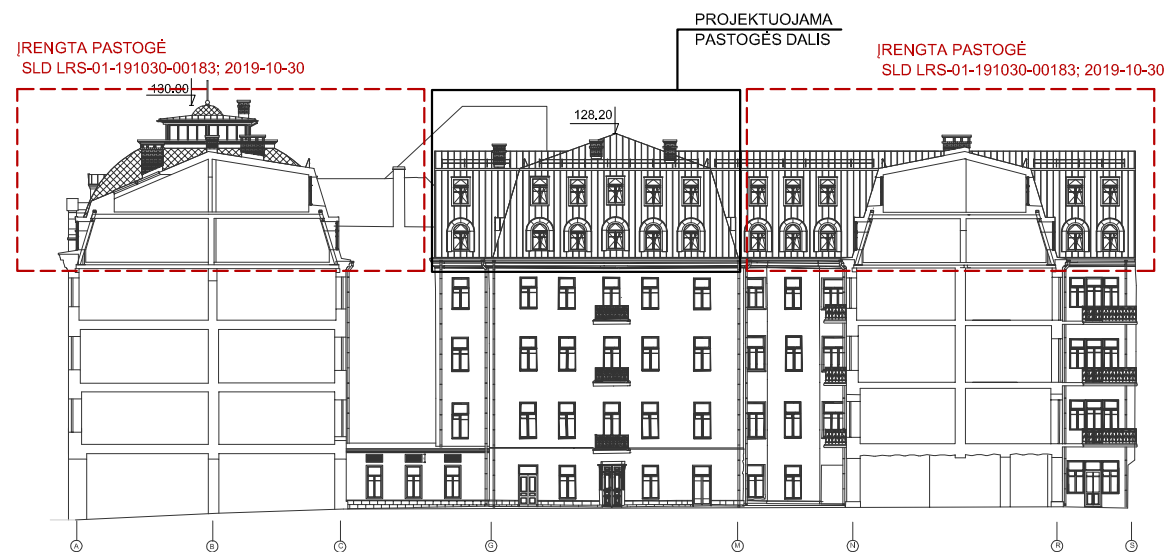 PROJEKTUOJAMA
PASTOGĖS DALIS
ĮRENGTA PASTOGĖ
SLD LRS-01-191030-00183; 2019-10-30
ĮRENGTA PASTOGĖ
SLD LRS-01-191030-00183; 2019-10-30
130.00
128.20
A B C G M N R S